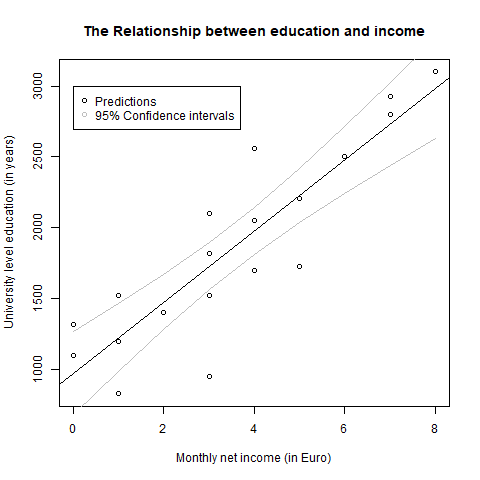 The Relationship between education and income
Predictions
95% Confidence intervals
University level education (in years)
3000
2500
2000
1500
1000
0 2 4 6 8
Monthly net income (in Euro)